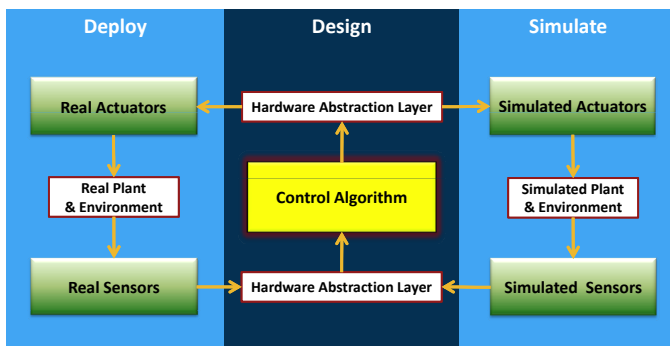 Deploy
Design
Simulate
Real Actuators
Hardware Abstraction Layer
Simulated Actuators
Real Plant
& Environment
Control Algorithm
Simulated Plant
& Environment
Real Sensors
Hardware Abstraction Layer
Simulated Sensors